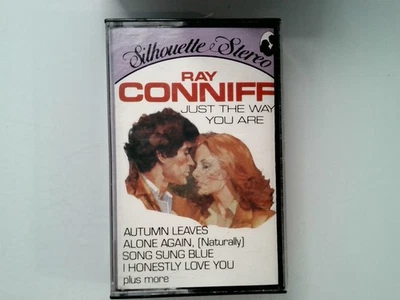 Silhouette Stereo
RAY
CONNIFF
JUST THE WAY
YOU ARE
AUTUMN LEAVES
ALONE AGAIN, (Naturally)
SONG SUNG BLUE
I HONESTLY LOVE YOU
plus more